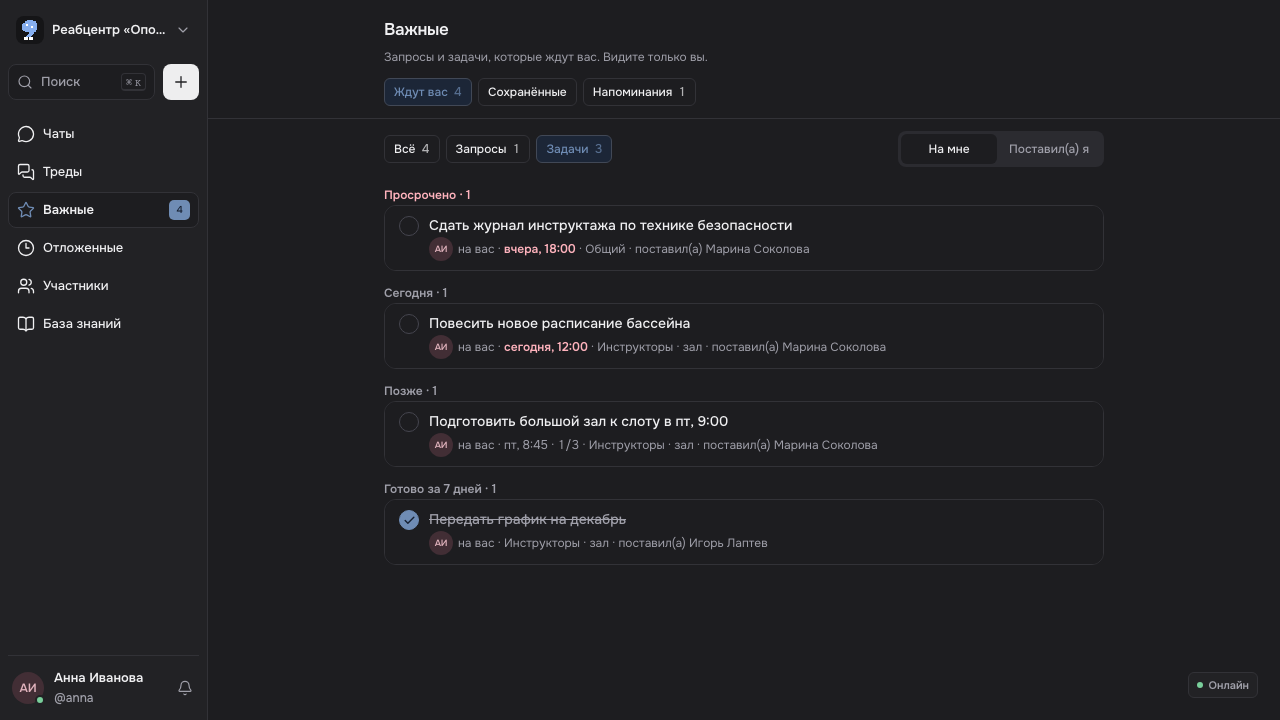 Реабцентр «Опо...
Поиск
⌘ K
Чаты
Треды
Важные 4
Отложенные
Участники
База знаний
АИ
Анна Иванова
@anna
Важные
Запросы и задачи, которые ждут вас. Видите только вы.
Ждут вас 4 Сохранённые Напоминания 1
Всё 4 Запросы 1 Задачи 3 На мне Поставил(а) я
Просрочено · 1
Сдать журнал инструктажа по технике безопасности
АИ на вас · вчера, 18:00 · Общий · поставил(а) Марина Соколова
Сегодня · 1
Повесить новое расписание бассейна
АИ на вас · сегодня, 12:00 · Инструкторы · зал · поставил(а) Марина Соколова
Позже · 1
Подготовить большой зал к слоту в пт, 9:00
АИ на вас · пт, 8:45 · 1/3 · Инструкторы · зал · поставил(а) Марина Соколова
Готово за 7 дней · 1
Передать график на декабрь
АИ на вас · Инструкторы · зал · поставил(а) Игорь Лаптев
Онлайн